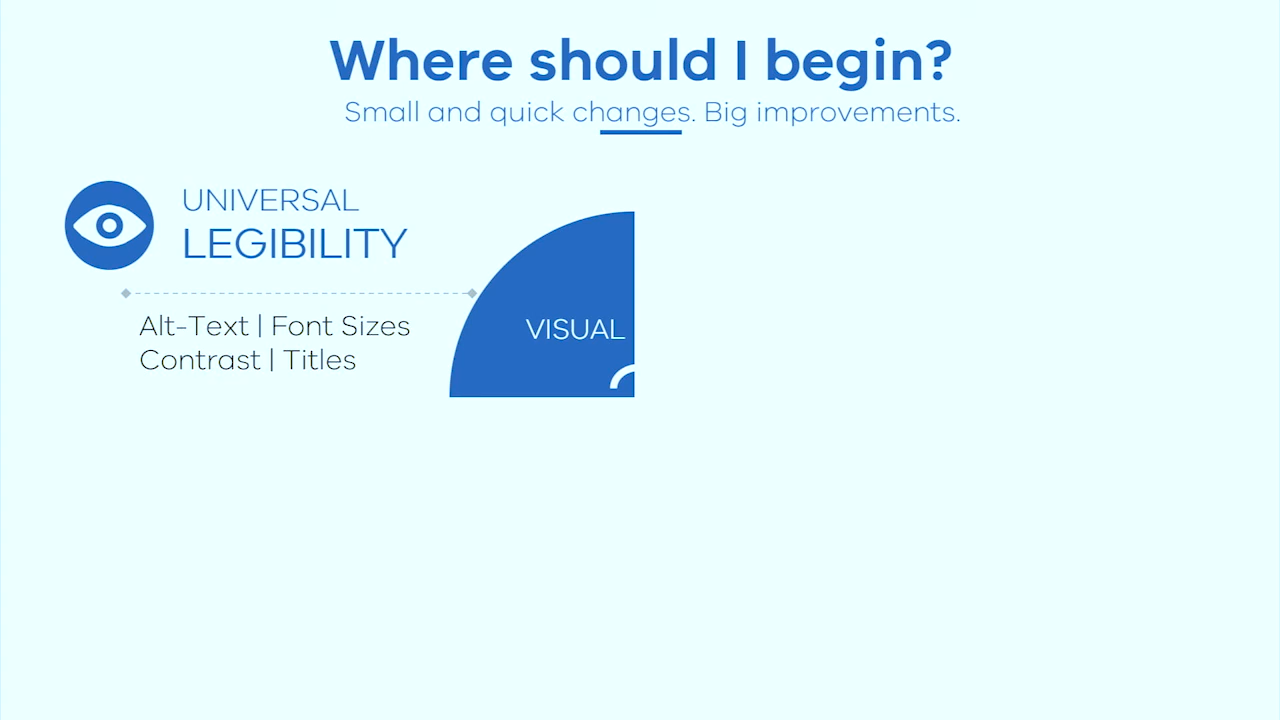 Where should I begin?
Small and quick changes. Big improvements.
UNIVERSAL
LEGIBILITY
Alt-Text | Font Sizes
Contrast | Titles
VISUAL